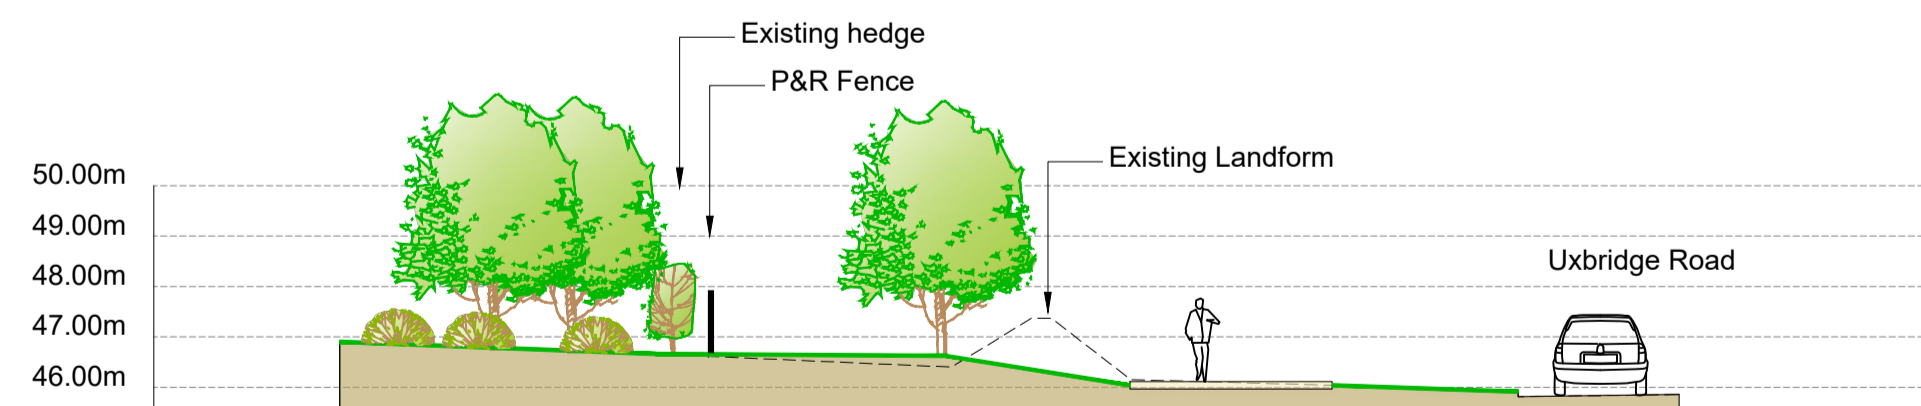 Existing hedge
P&R Fence
Existing Landform
50.00m
49.00m
48.00m
Uxbridge Road
47.00m
46.00m